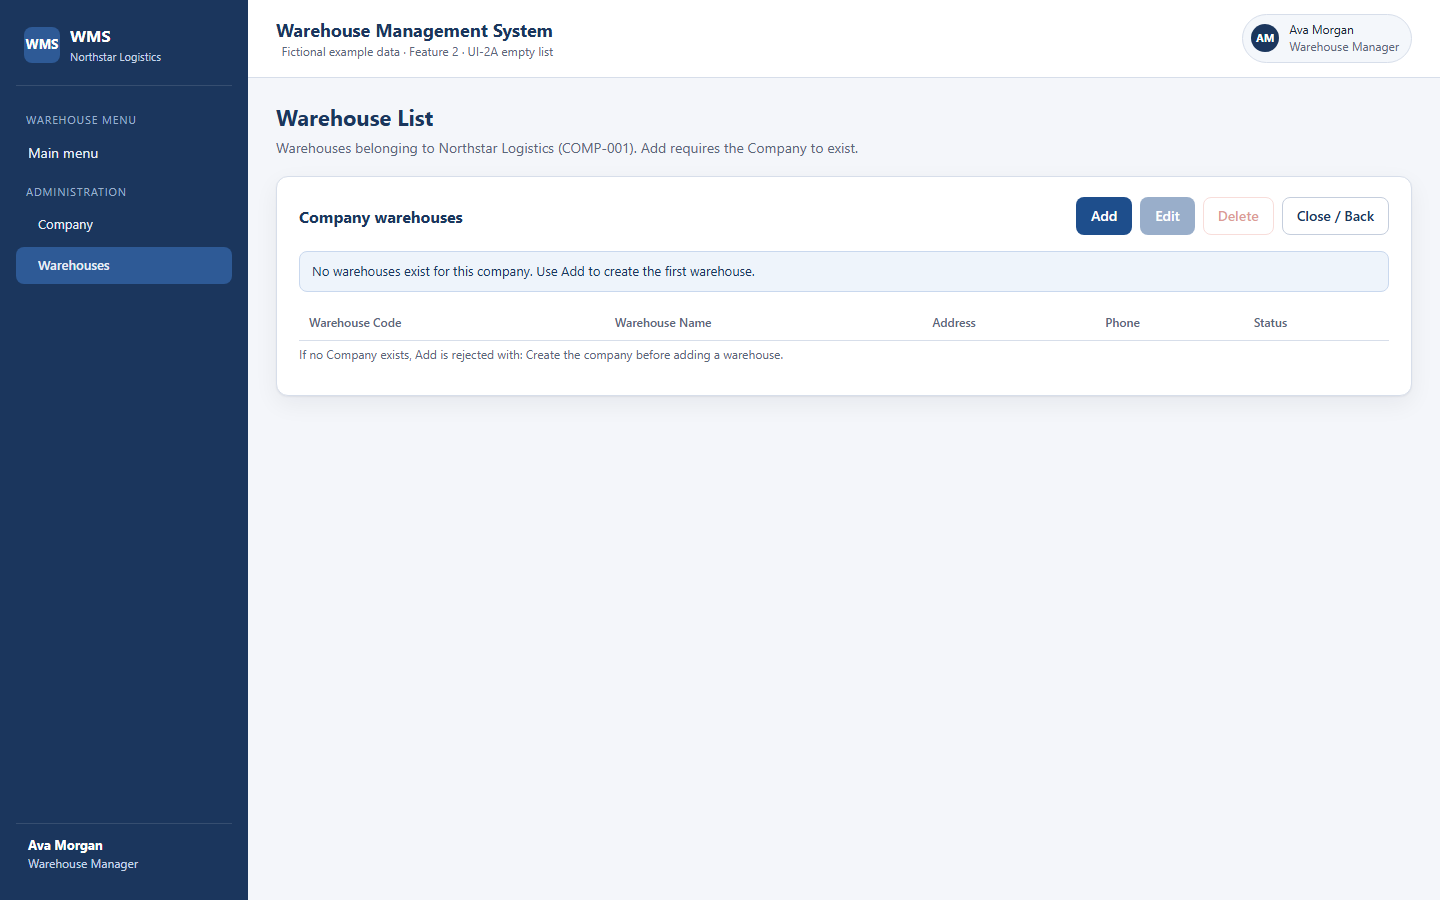 WMS
WMS
Northstar Logistics
WAREHOUSE MENU
Main menu
ADMINISTRATION
Company
Warehouses
Ava Morgan
Warehouse Manager
Warehouse Management System
Fictional example data · Feature 2 · UI-2A empty list
AM
Ava Morgan
Warehouse Manager
Warehouse List
Warehouses belonging to Northstar Logistics (COMP-001). Add requires the Company to exist.
Company warehouses
Add
Edit
Delete
Close / Back
No warehouses exist for this company. Use Add to create the first warehouse.
Warehouse Code
Warehouse Name
Address
Phone
Status
If no Company exists, Add is rejected with: Create the company before adding a warehouse.